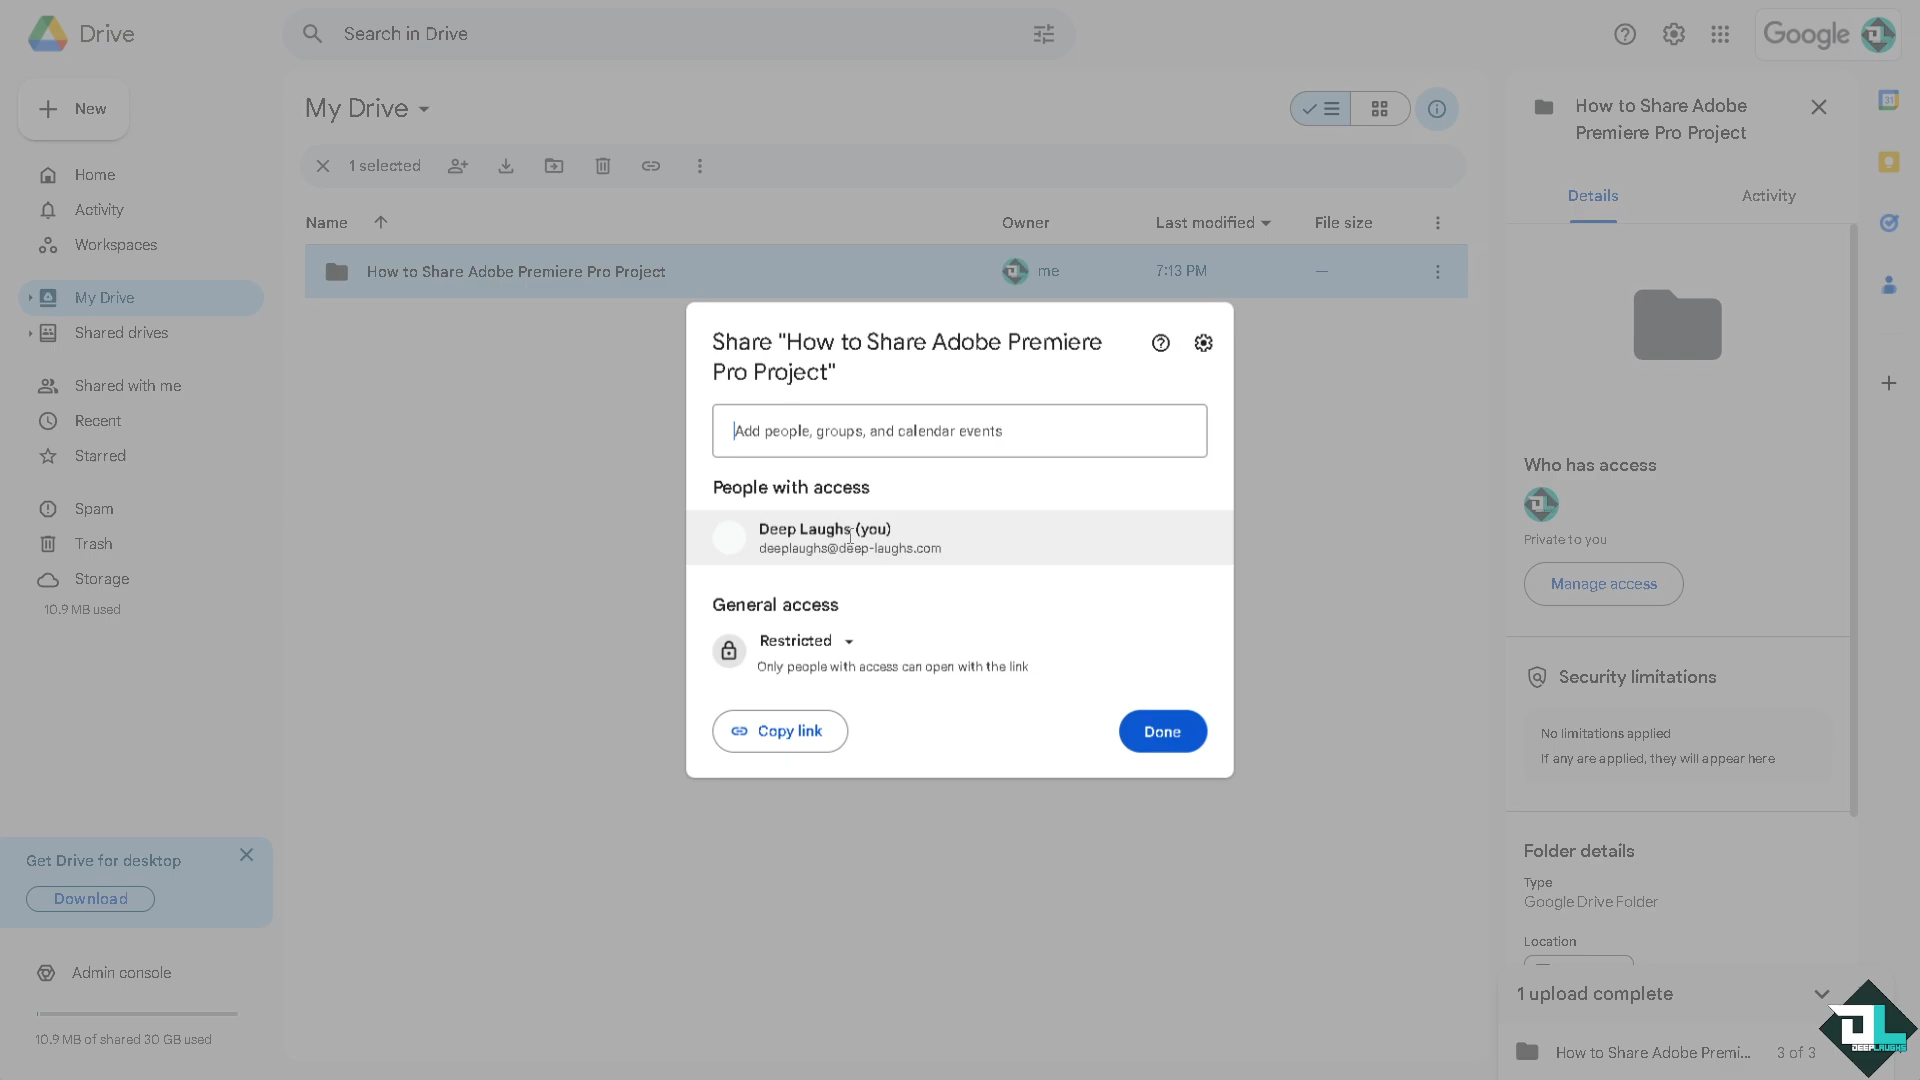 Drive
Search in Drive
Google
New
Home
Activity
Workspaces
My Drive
Shared drives
Shared with me
Recent
Starred
Spam
Trash
Storage
10.9 MB used
Get Drive for desktop
Download
Admin console
10.9 MB of shared 30 GB used
My Drive
1 selected
Name
Owner
Last modified
File size
How to Share Adobe Premiere Pro Project
me
7:13 PM
—
Share "How to Share Adobe Premiere
Pro Project"
Add people, groups, and calendar events
People with access
Deep Laughs (you)
deeplaughs@deep-laughs.com
General access
Restricted
Only people with access can open with the link
Copy link
Done
How to Share Adobe
Premiere Pro Project
Details
Activity
Who has access
Private to you
Manage access
Security limitations
No limitations applied
If any are applied, they will appear here
Folder details
Type
Google Drive Folder
Location
1 upload complete
How to Share Adobe Premi...
3 of 3
31
DL
DEEPLAUGHS